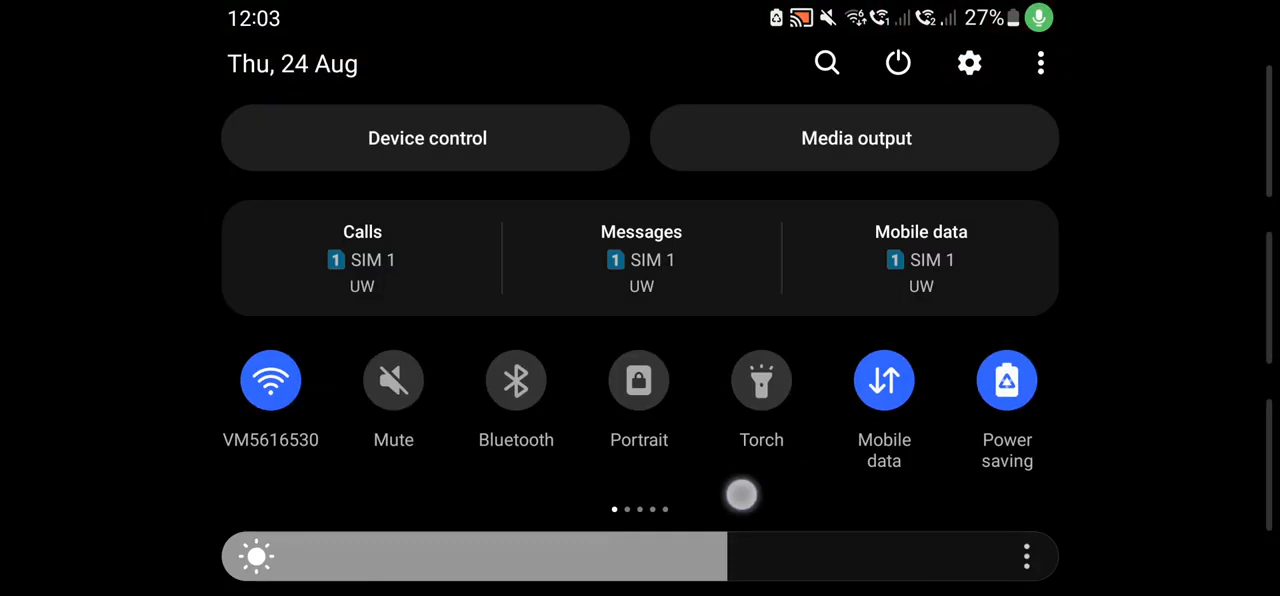 12:03
27%
Thu, 24 Aug
Device control
Media output
Calls
1 SIM 1
UW
Messages
1 SIM 1
UW
Mobile data
1 SIM 1
UW
VM5616530
Mute
Bluetooth
Portrait
Torch
Mobile
data
Power
saving